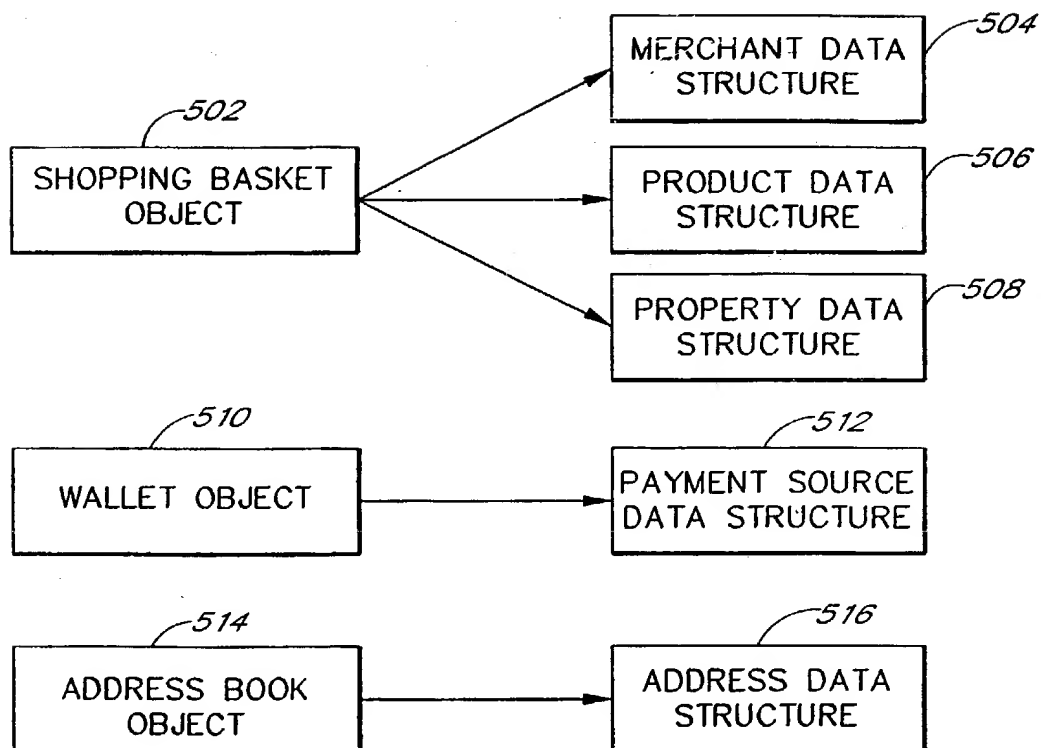 504
MERCHANT DATA
STRUCTURE
502
SHOPPING BASKET
OBJECT
506
PRODUCT DATA
STRUCTURE
508
PROPERTY DATA
STRUCTURE
510
WALLET OBJECT
512
PAYMENT SOURCE
DATA STRUCTURE
514
ADDRESS BOOK
OBJECT
516
ADDRESS DATA
STRUCTURE